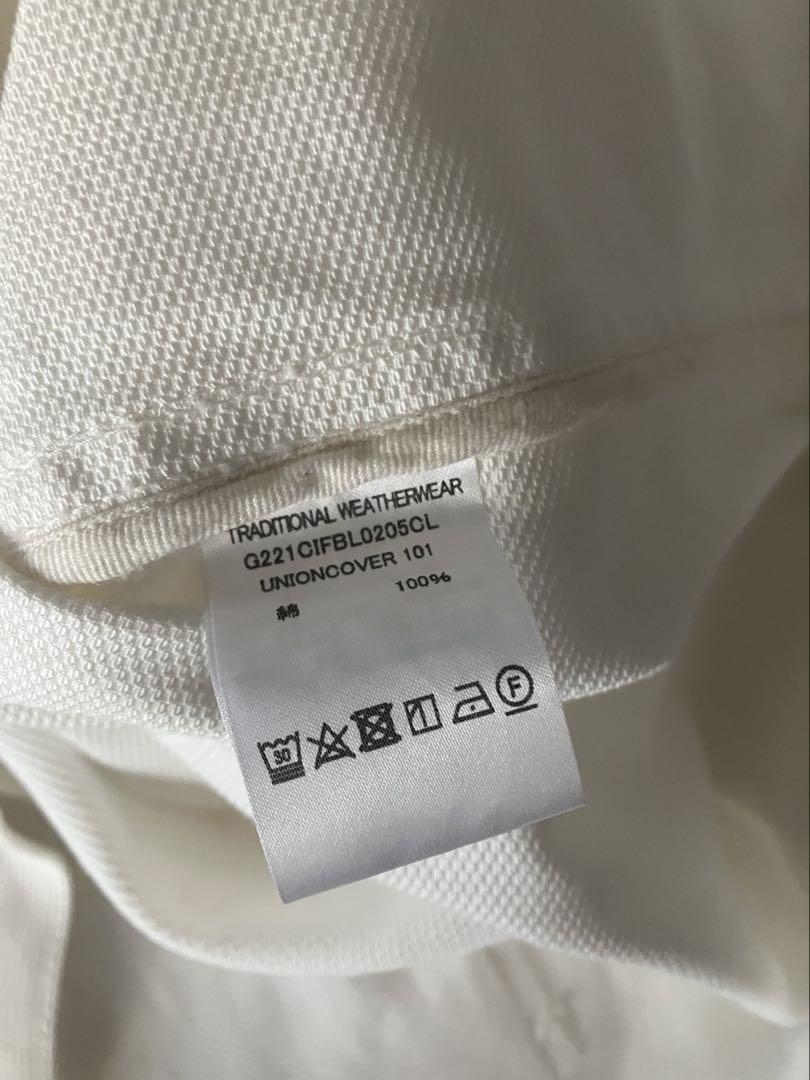 TRADITIONAL WEATHERWEAR
G221CIFBL0205CL
UNIONCOVER 101
綿 100%
30
F